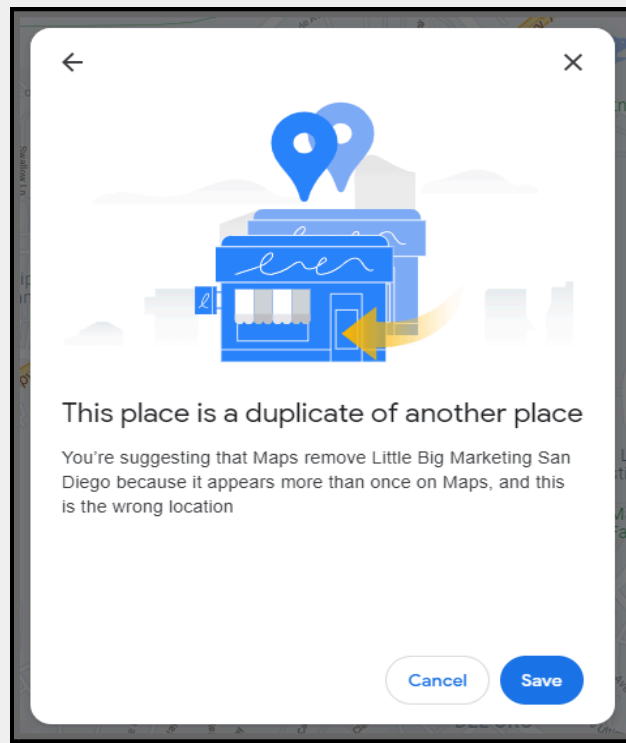 This place is a duplicate of another place
You're suggesting that Maps remove Little Big Marketing San
Diego because it appears more than once on Maps, and this
is the wrong location
Cancel
Save